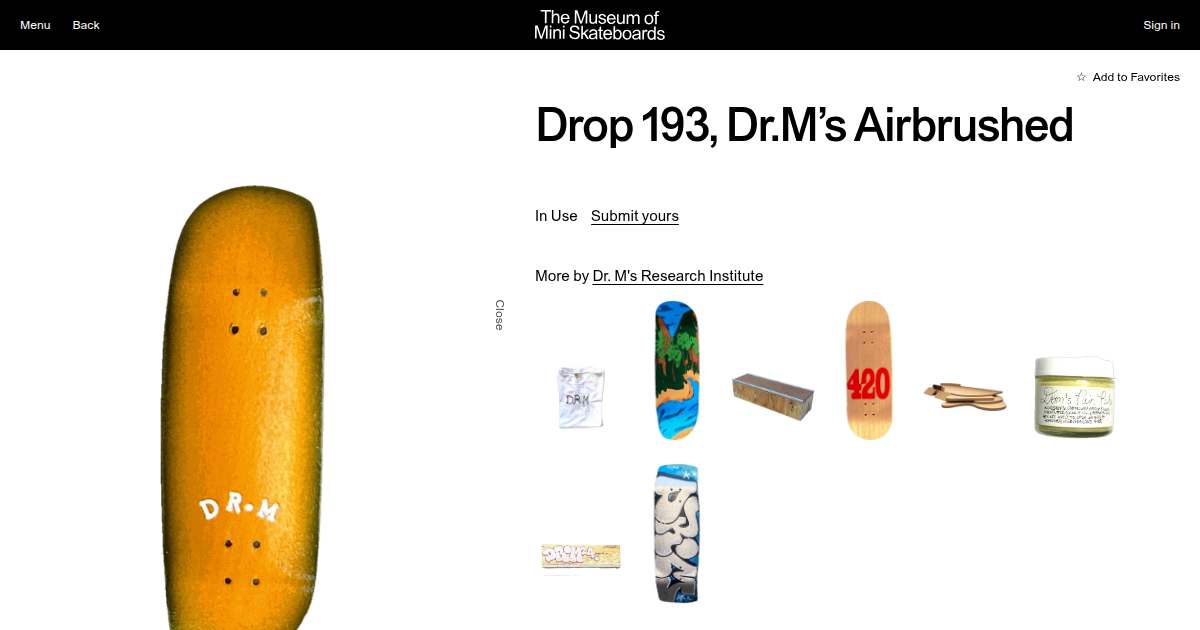 Menu
Back
The Museum of
Mini Skateboards
Sign in
☆ Add to Favorites
Drop 193, Dr.M’s Airbrushed
In Use Submit yours
More by Dr. M's Research Institute
Close
DR•M
DRM
420